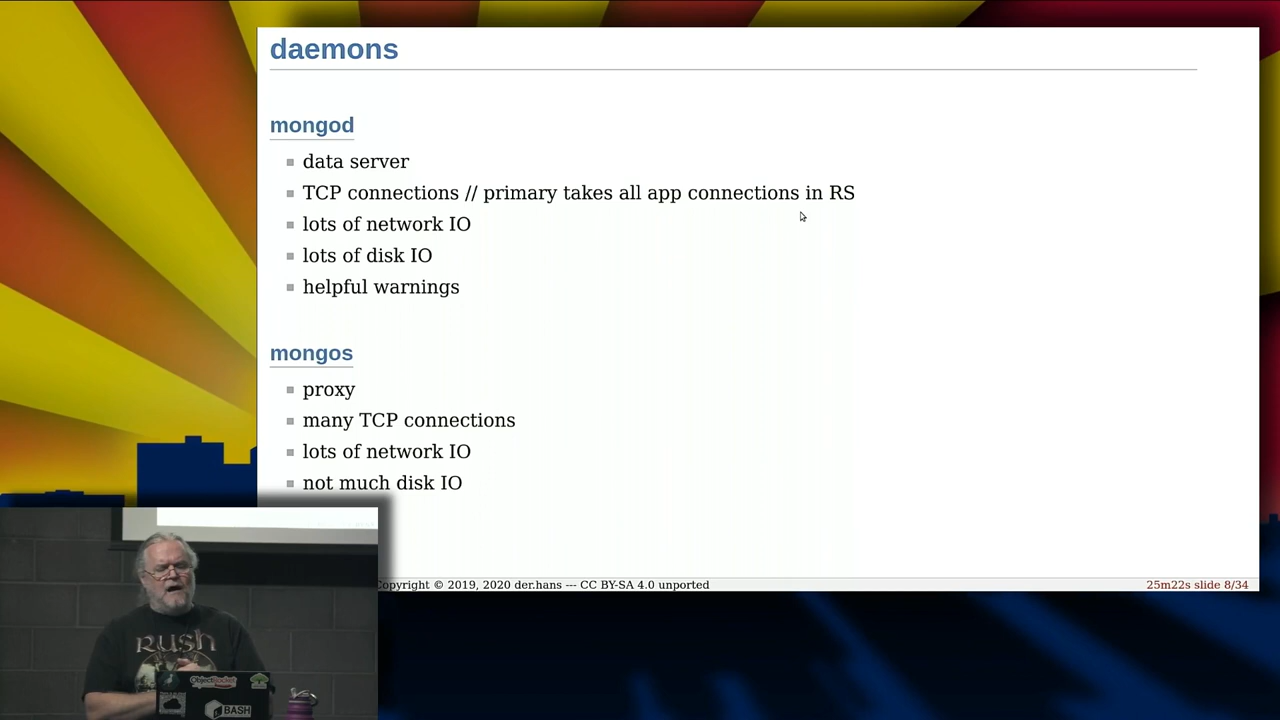 daemons
mongod
data server
TCP connections // primary takes all app connections in RS
lots of network IO
lots of disk IO
helpful warnings
mongos
proxy
many TCP connections
lots of network IO
not much disk IO
opyright © 2019, 2020 der.hans --- CC BY-SA 4.0 unported
25m22s slide 8/34
RUSH
ObjectRocket
BASH